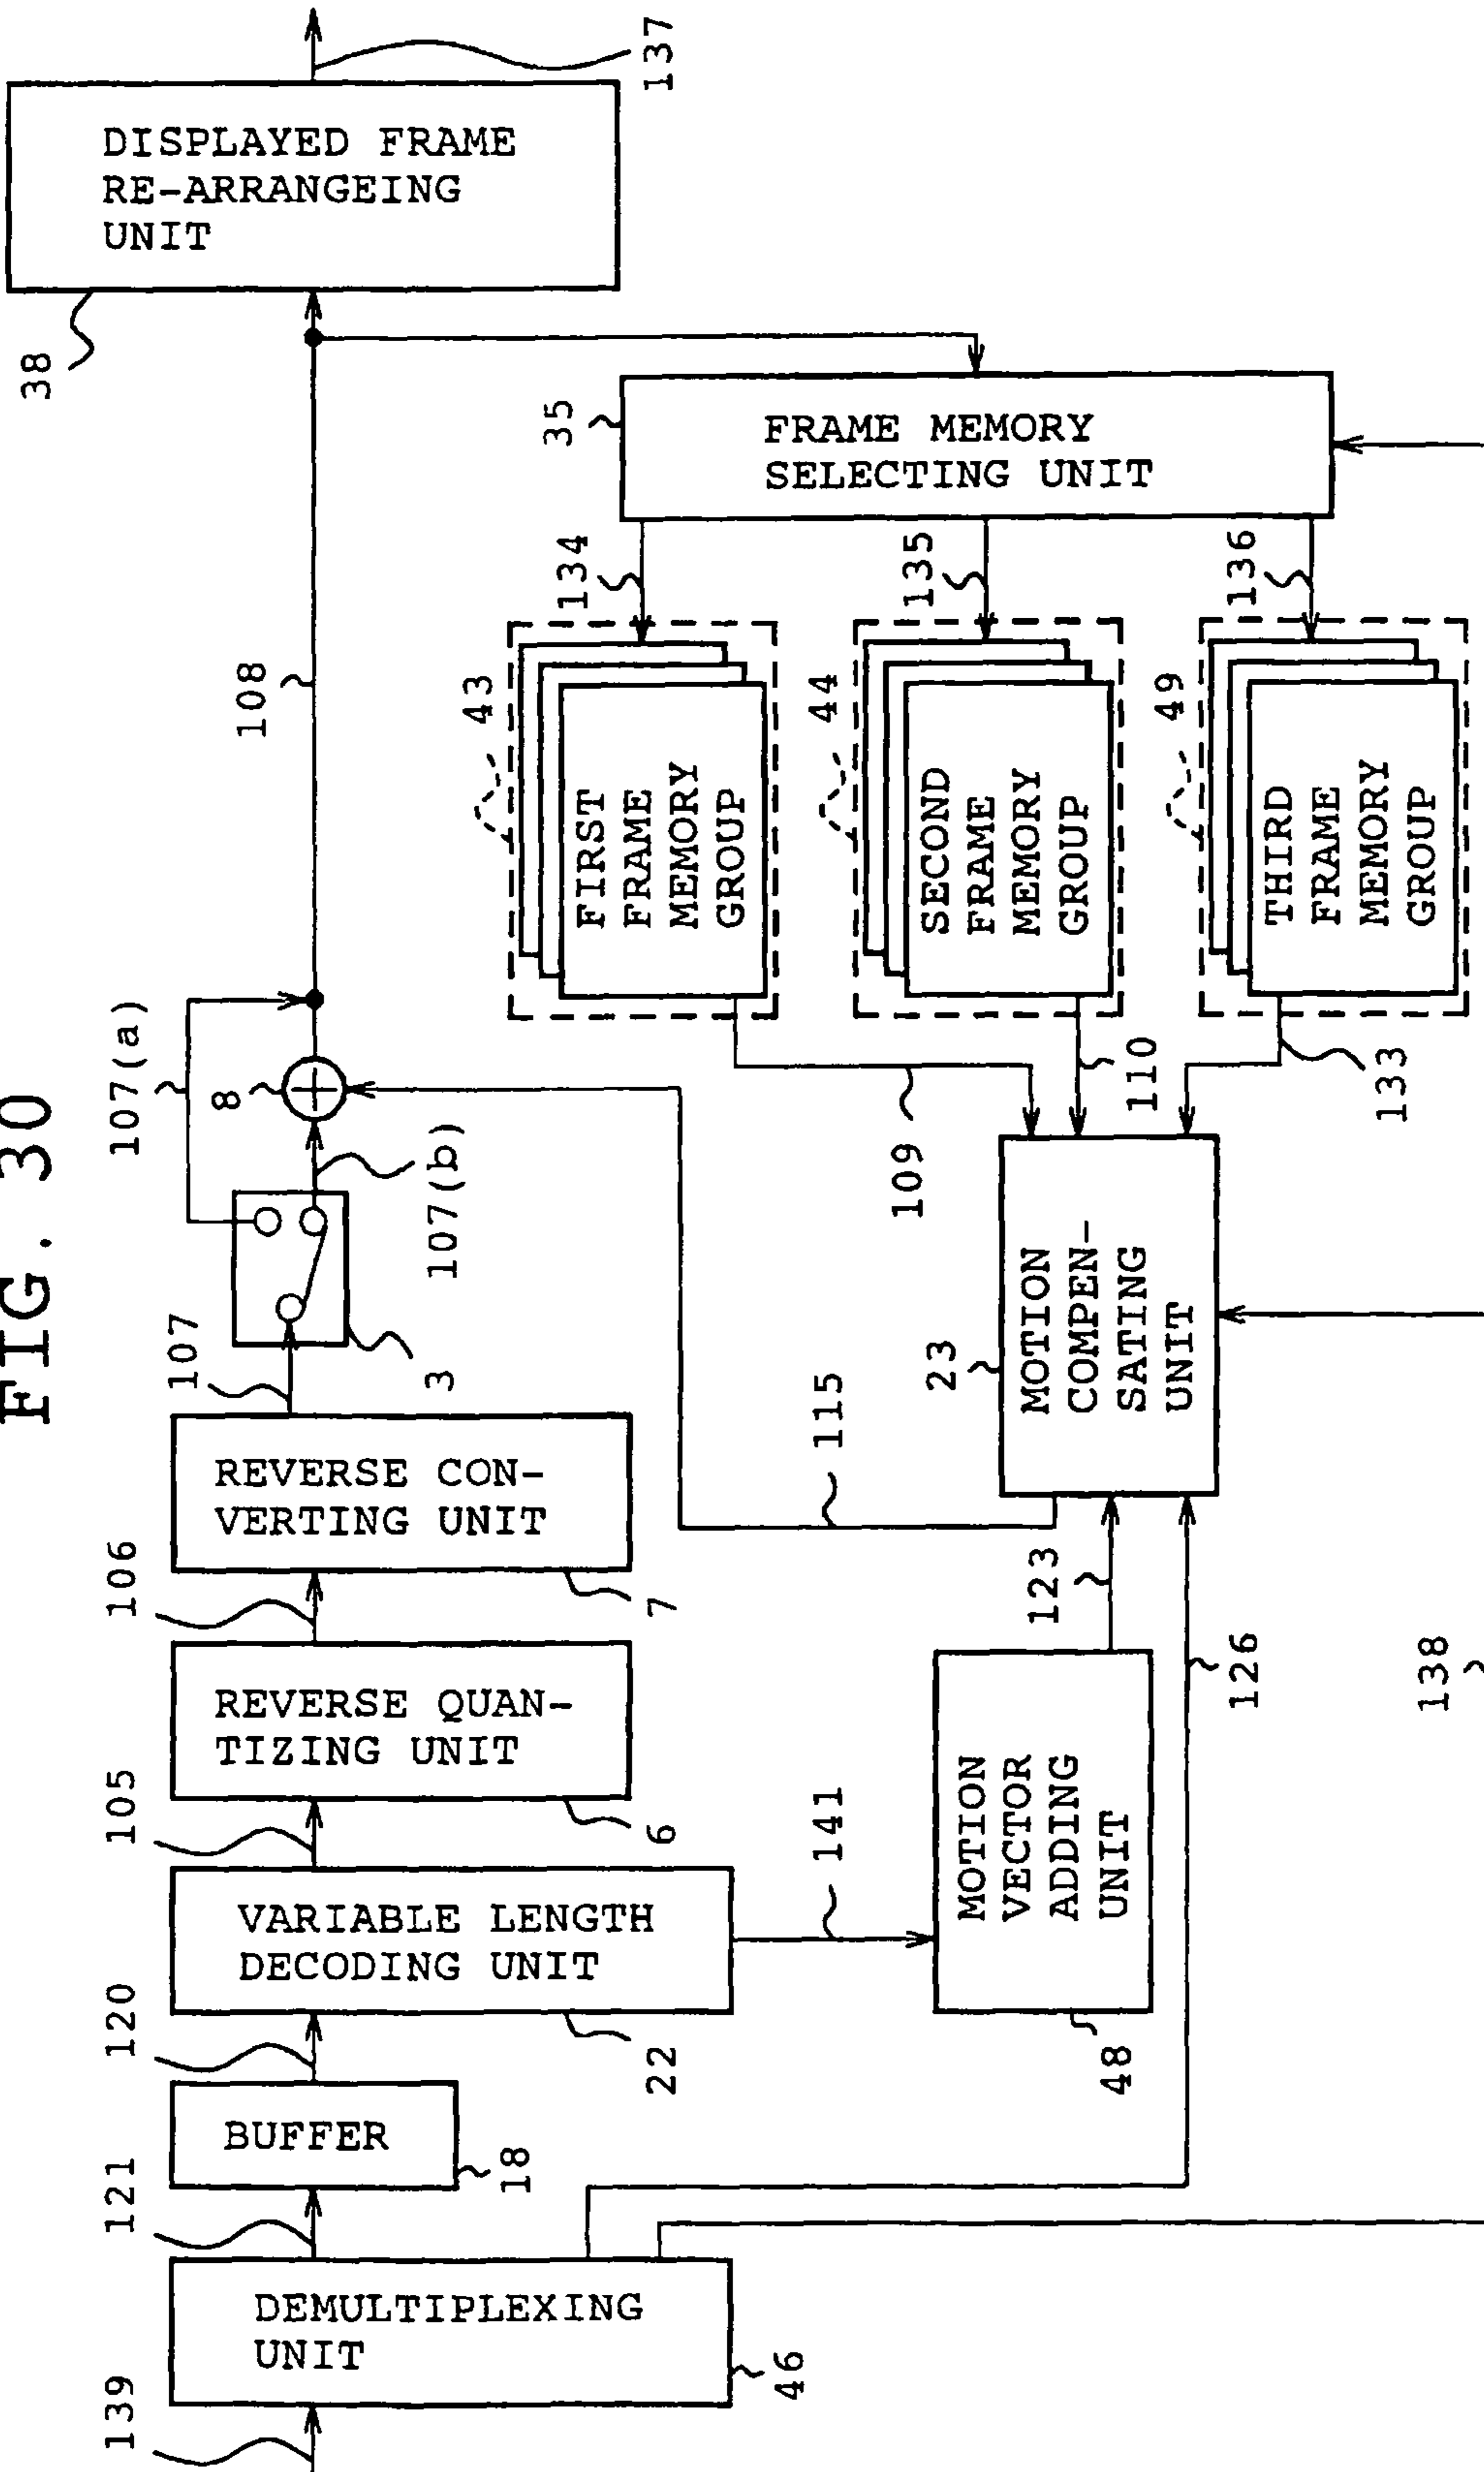 FIG. 30
139
DEMULTIPLEXING
UNIT
46
121
BUFFER
18
120
VARIABLE LENGTH
DECODING UNIT
22
105
REVERSE QUAN-
TIZING UNIT
6
106
REVERSE CON-
VERTING UNIT
7
107
3
107(a)
107(b)
8
108
38
DISPLAYED FRAME
RE-ARRANGEING
UNIT
137
141
MOTION
VECTOR
ADDING
UNIT
48
123
126
115
23
MOTION
COMPEN-
SATING
UNIT
109
110
133
43
FIRST
FRAME
MEMORY
GROUP
134
44
SECOND
FRAME
MEMORY
GROUP
135
49
THIRD
FRAME
MEMORY
GROUP
136
35
FRAME MEMORY
SELECTING UNIT
138